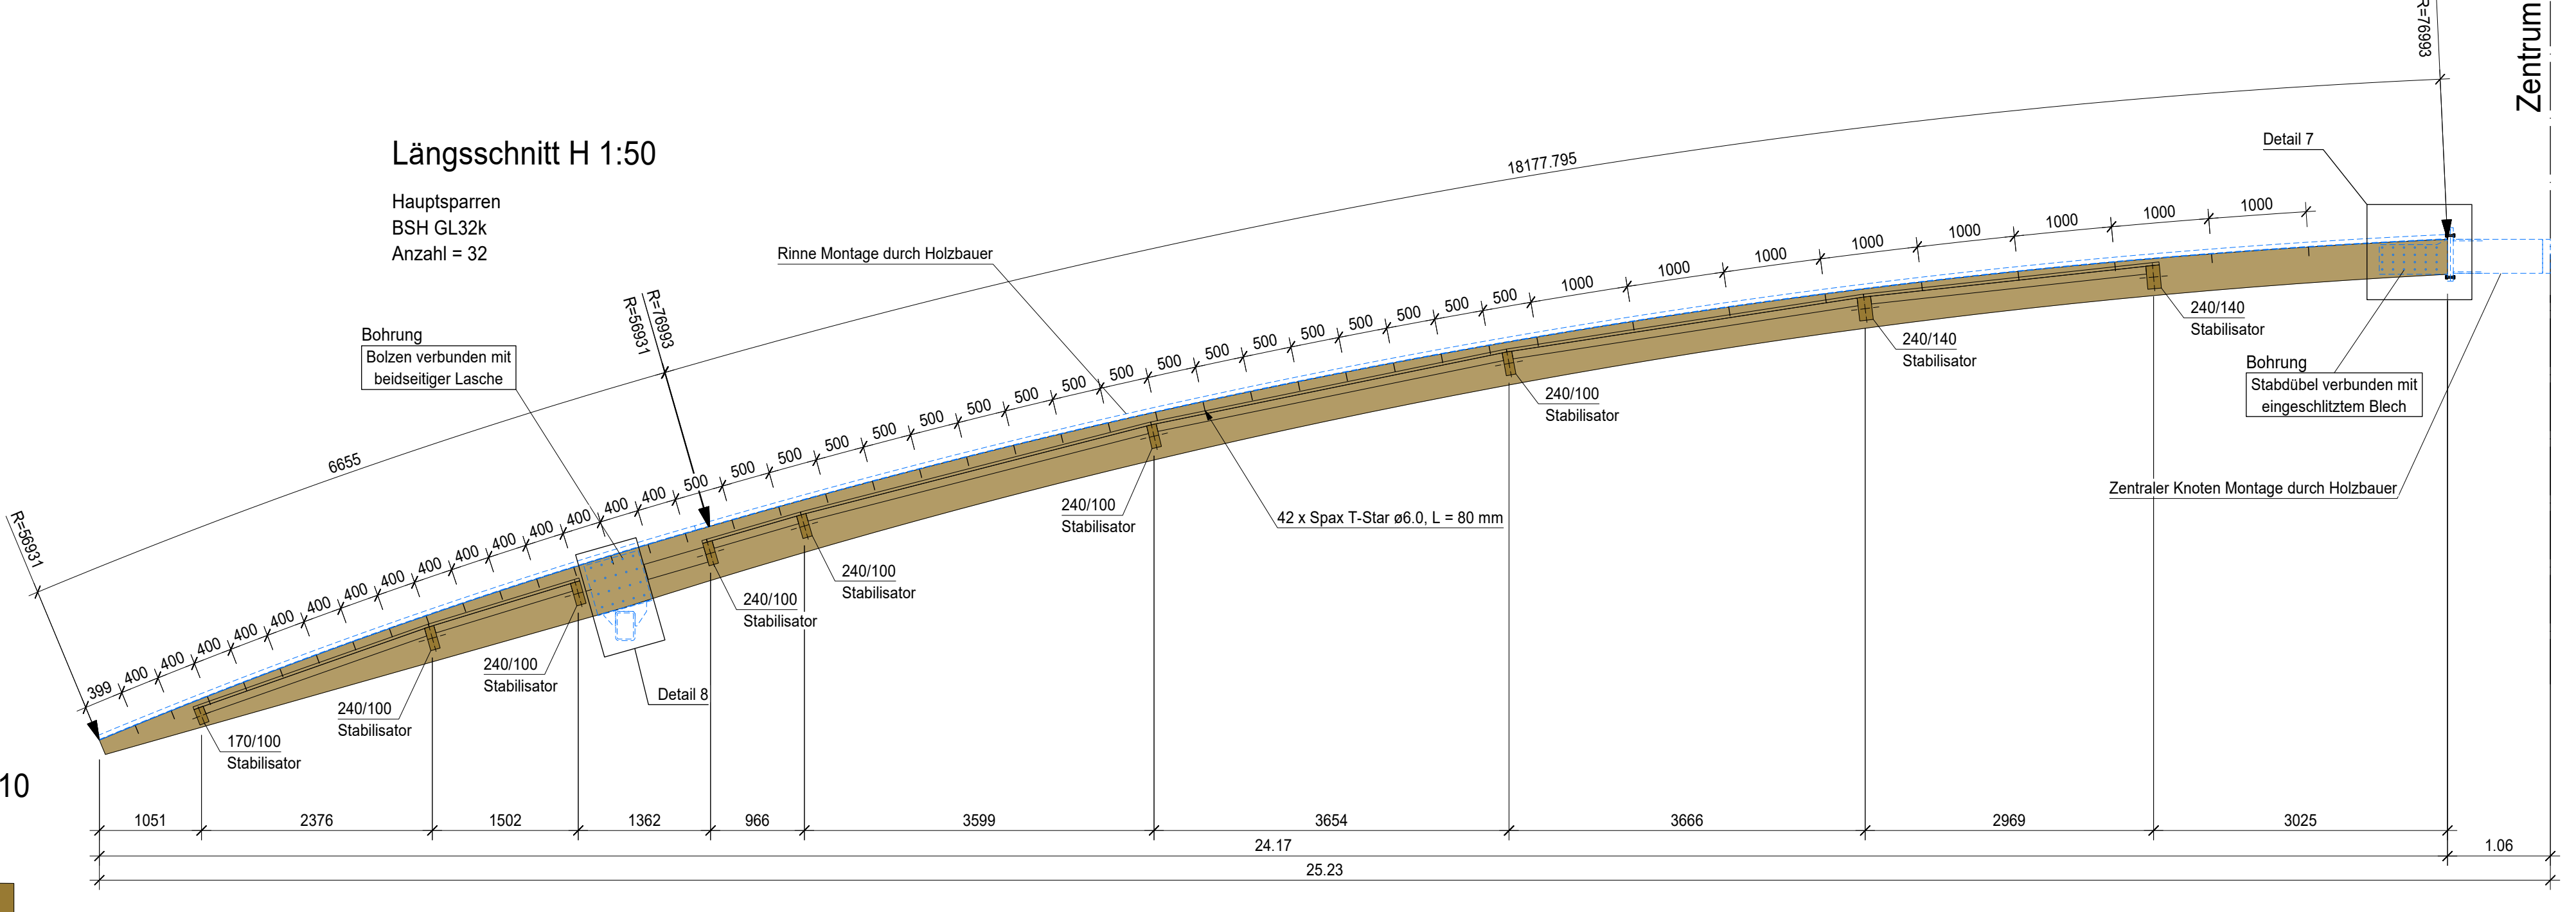 Zentrum
R=76993
Längsschnitt H 1:50
Hauptsparren
BSH GL32k
Anzahl = 32
18177.795
6655
Detail 7
Rinne Montage durch Holzbauer
R=76993
R=56931
R=56931
Bohrung
Bolzen verbunden mit
beidseitiger Lasche
399 400 400 400 400 400 400 400 400 400 400 400 400 400 400 400 500 500 500 500 500 500 500 500 500 500 500 500 500 500 500 500 500 500 1000 1000 1000 1000 1000 1000 1000 1000
240/140
Stabilisator
240/140
Stabilisator
Bohrung
Stabdübel verbunden mit
eingeschlitztem Blech
240/100
Stabilisator
Zentraler Knoten Montage durch Holzbauer
240/100
Stabilisator
42 x Spax T-Star ø6.0, L = 80 mm
240/100
Stabilisator
240/100
Stabilisator
240/100
Stabilisator
Detail 8
240/100
Stabilisator
170/100
Stabilisator
10
1051 2376 1502 1362 966 3599 3654 3666 2969 3025
24.17 1.06
25.23